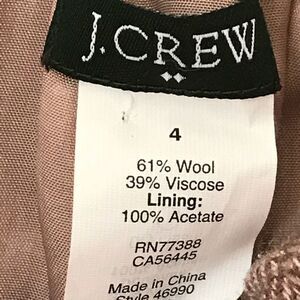 J.CREW
4
61% Wool
39% Viscose
Lining:
100% Acetate
RN77388
CA56445
Made in China
Style 46990